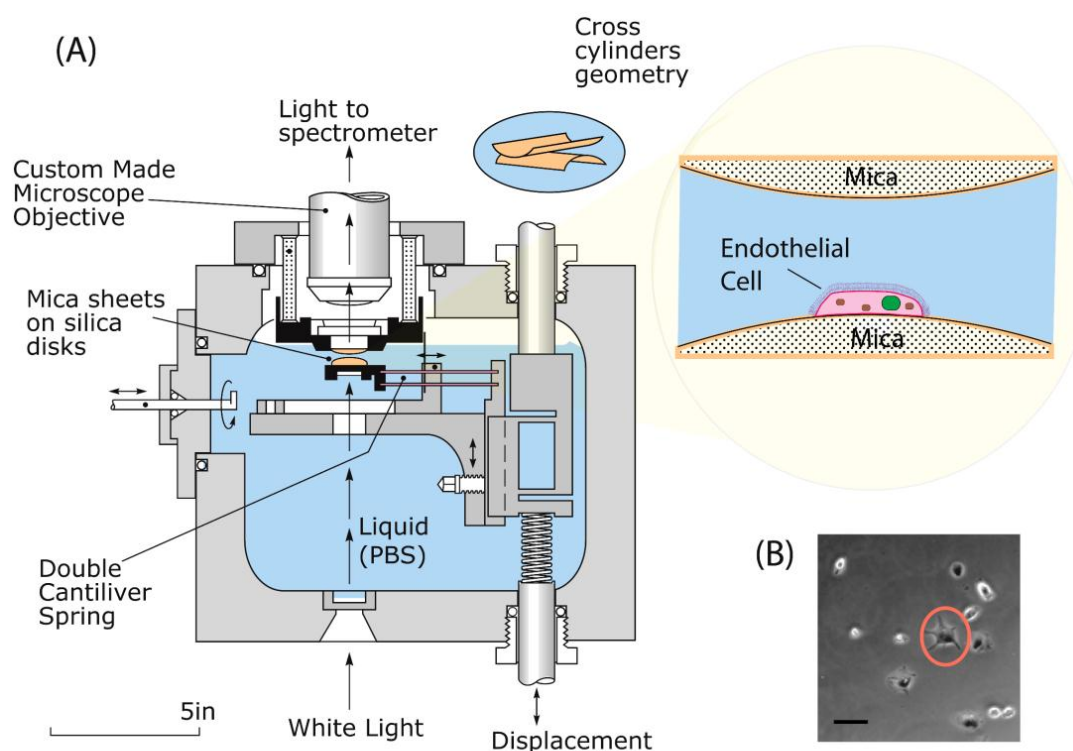 (A)
Cross
cylinders
geometry
Light to
spectrometer
Custom Made
Microscope
Objective
Mica sheets
on silica
disks
Mica
Endothelial
Cell
Mica
Liquid
(PBS)
Double
Cantiliver
Spring
(B)
5in
White Light
Displacement